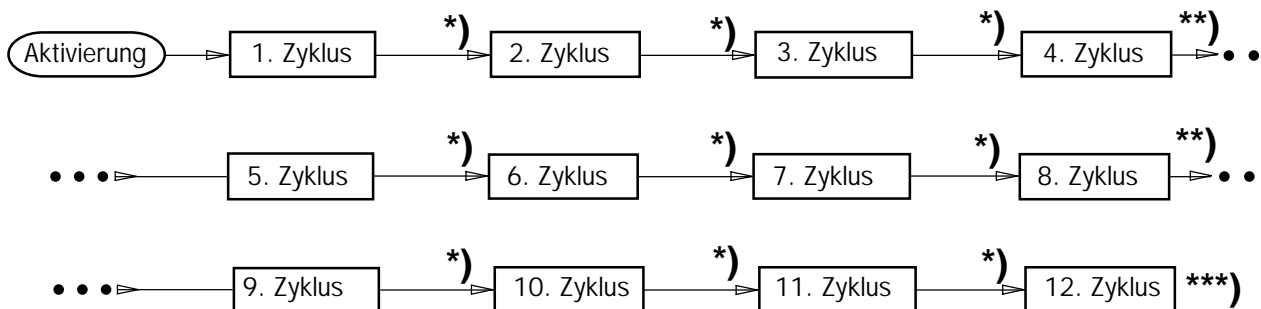 Aktivierung 1. Zyklus *) 2. Zyklus *) 3. Zyklus *) 4. Zyklus **)
5. Zyklus *) 6. Zyklus *) 7. Zyklus *) 8. Zyklus **)
9. Zyklus *) 10. Zyklus *) 11. Zyklus *) 12. Zyklus ***)